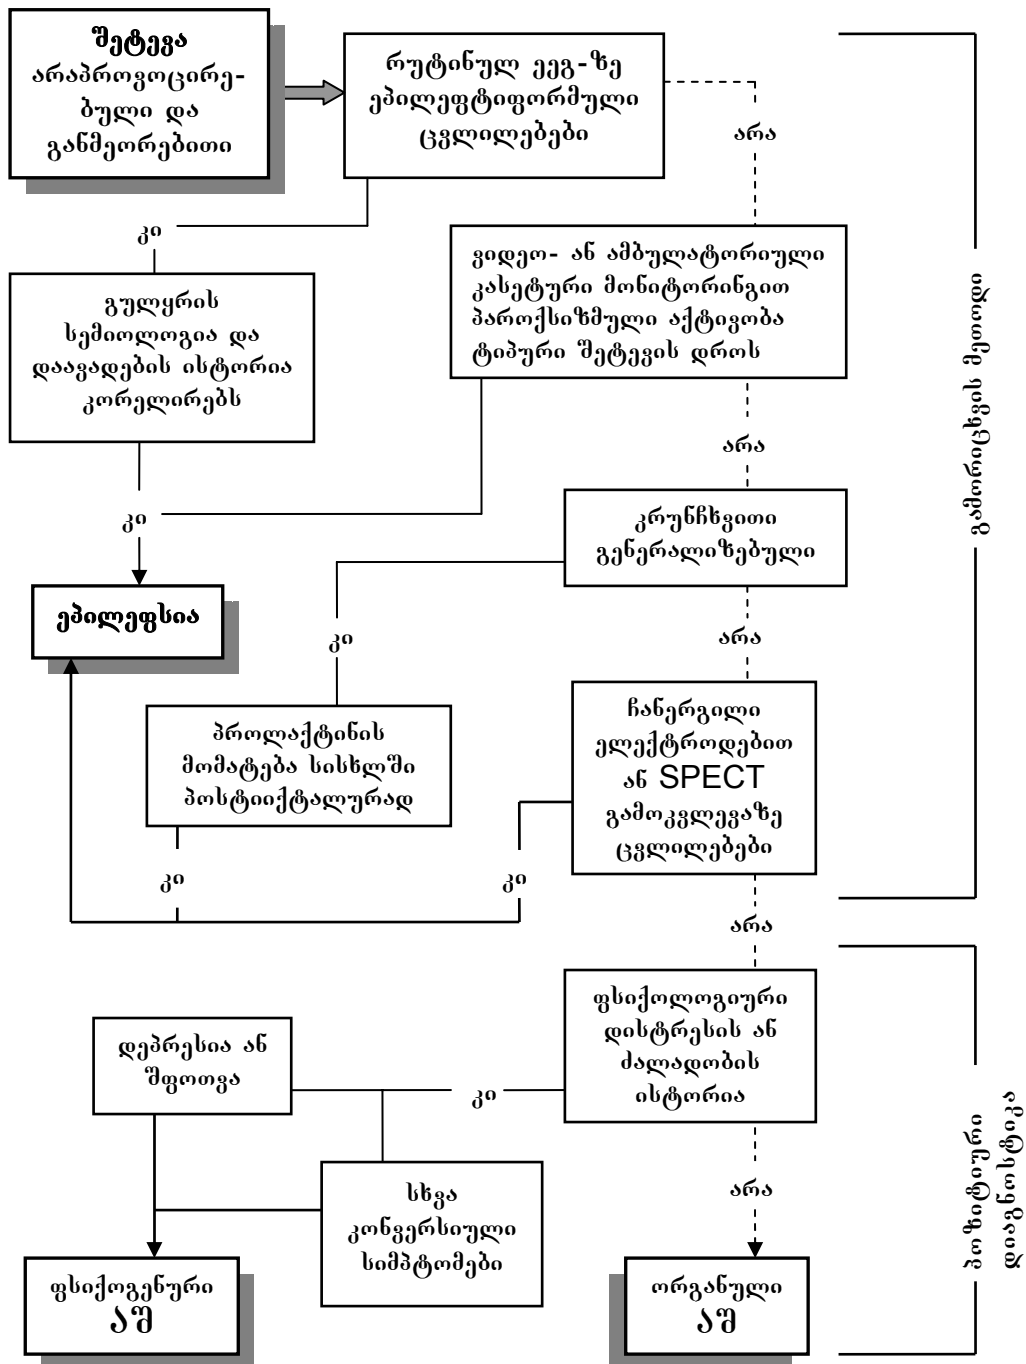 შეტევა
არაპროვოცირე-
ბული და
განმეორებითი
რუტინულ ეეგ-ზე
ეპილეფტიფორმული
ცვლილებები
არა
კი
ვიდეო- ან ამბულატორიული
კასეტური მონიტორინგით
პაროქსიზმული აქტივობა
ტიპური შეტევის დროს
გულყრის
სემიოლოგია და
დაავადების ისტორია
კორელირებს
არა
კი
კრუნჩხვითი
გენერალიზებული
ეპილეფსია
კი
არა
ჩანერგილი
ელექტროდებით
ან SPECT
გამოკვლევაზე
ცვლილებები
პროლაქტინის
მომატება სისხლში
პოსტიიქტალურად
კი
კი
არა
გამორიცხვის მეთოდი
ფსიქოლოგიური
დისტრესის ან
ძალადობის
ისტორია
დეპრესია ან
შფოთვა
კი
სხვა
კონვერსიული
სიმპტომები
არა
პოზიტიური
დიაგნოსტიკა
ფსიქოგენური
აშ
ორგანული
აშ